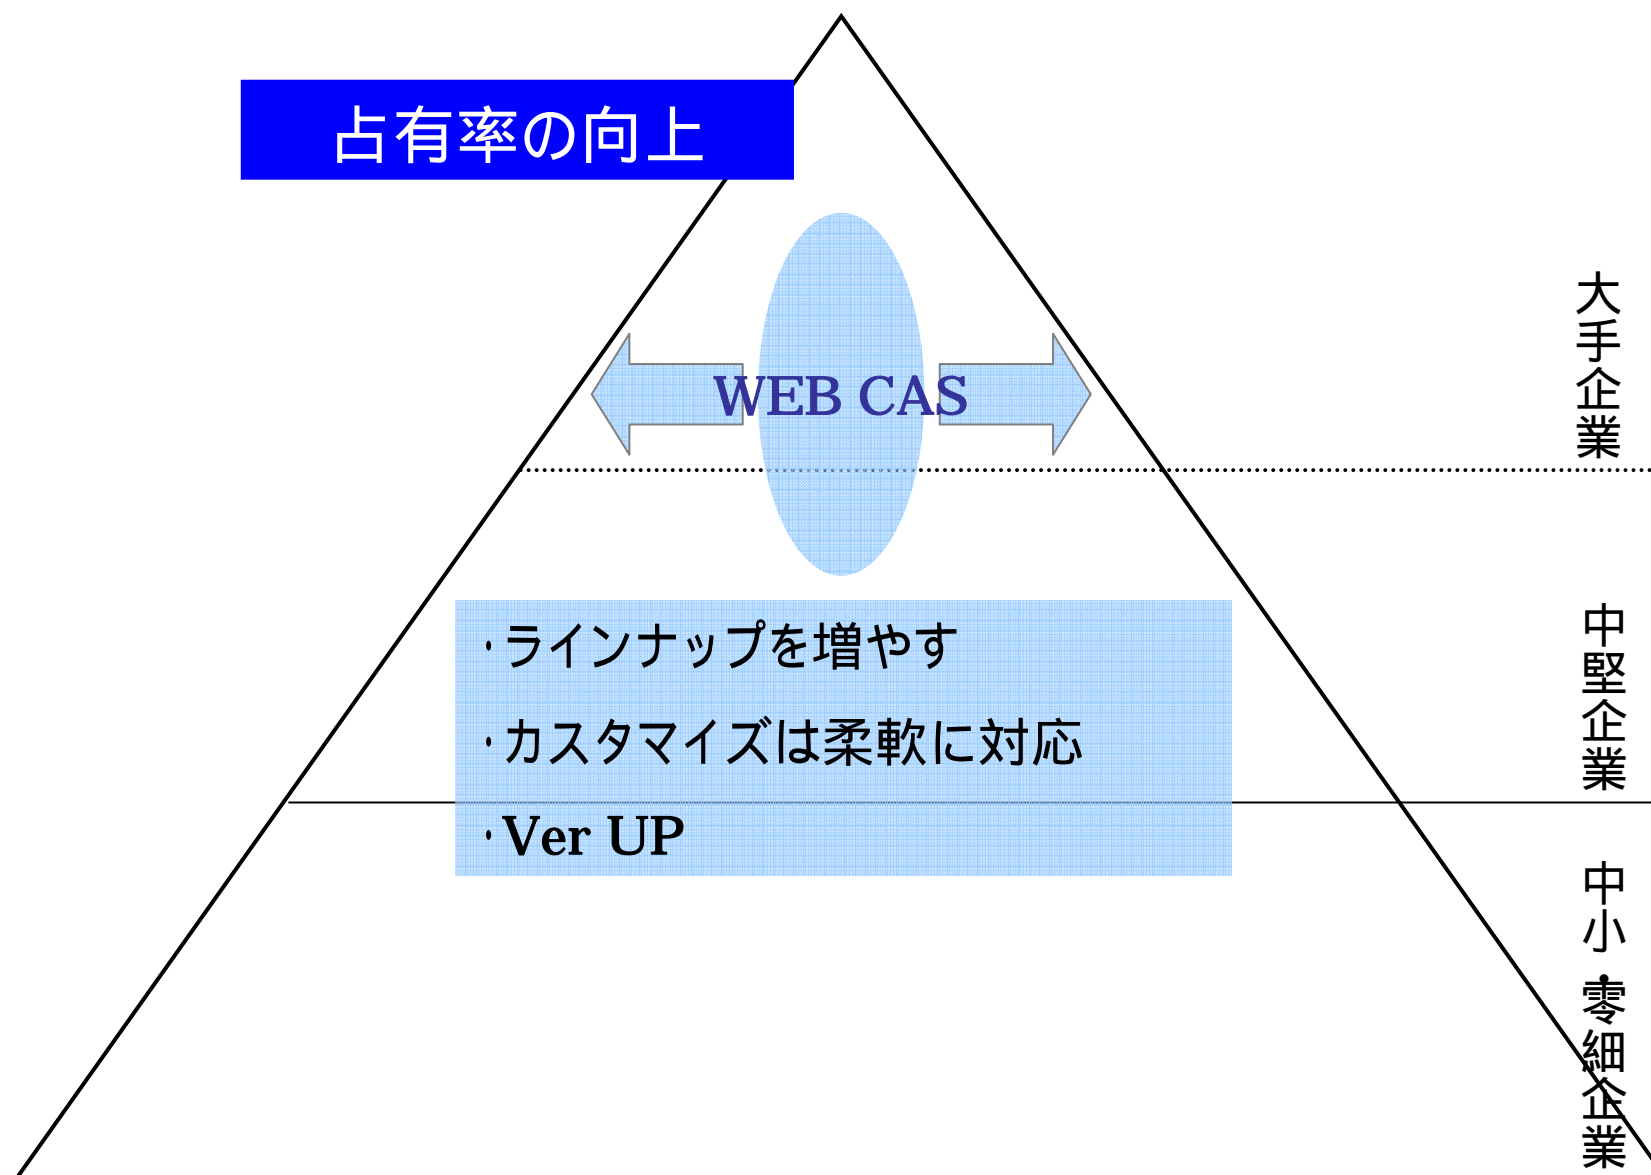 占有率の向上
WEB CAS
大手企業
・ラインナップを増やす
・カスタマイズは柔軟に対応
・Ver UP
中堅企業
中小・零細企業